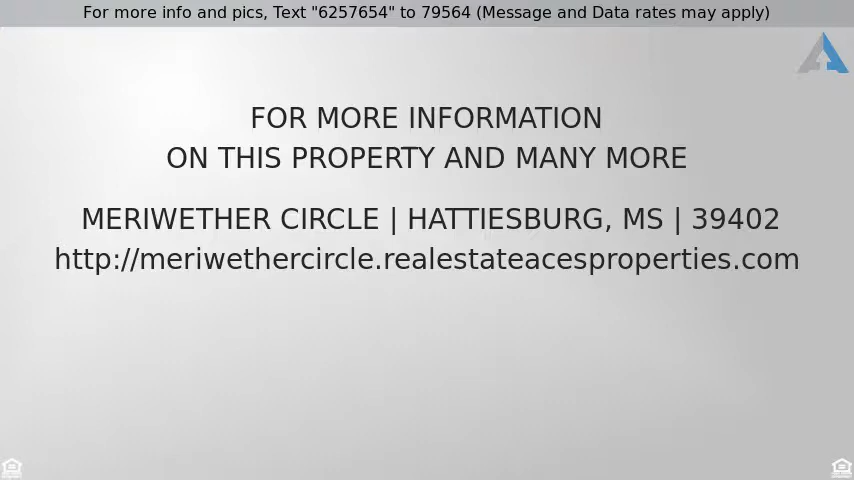 For more info and pics, Text "6257654" to 79564 (Message and Data rates may apply)
FOR MORE INFORMATION
ON THIS PROPERTY AND MANY MORE
MERIWETHER CIRCLE | HATTIESBURG, MS | 39402
http://meriwethercircle.realestateacesproperties.com